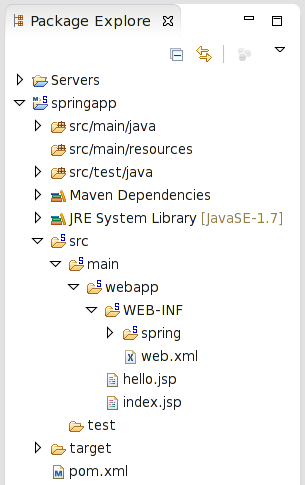 Package Explore
Servers
springapp
src/main/java
src/main/resources
src/test/java
Maven Dependencies
JRE System Library [JavaSE-1.7]
src
main
webapp
WEB-INF
spring
web.xml
hello.jsp
index.jsp
test
target
pom.xml